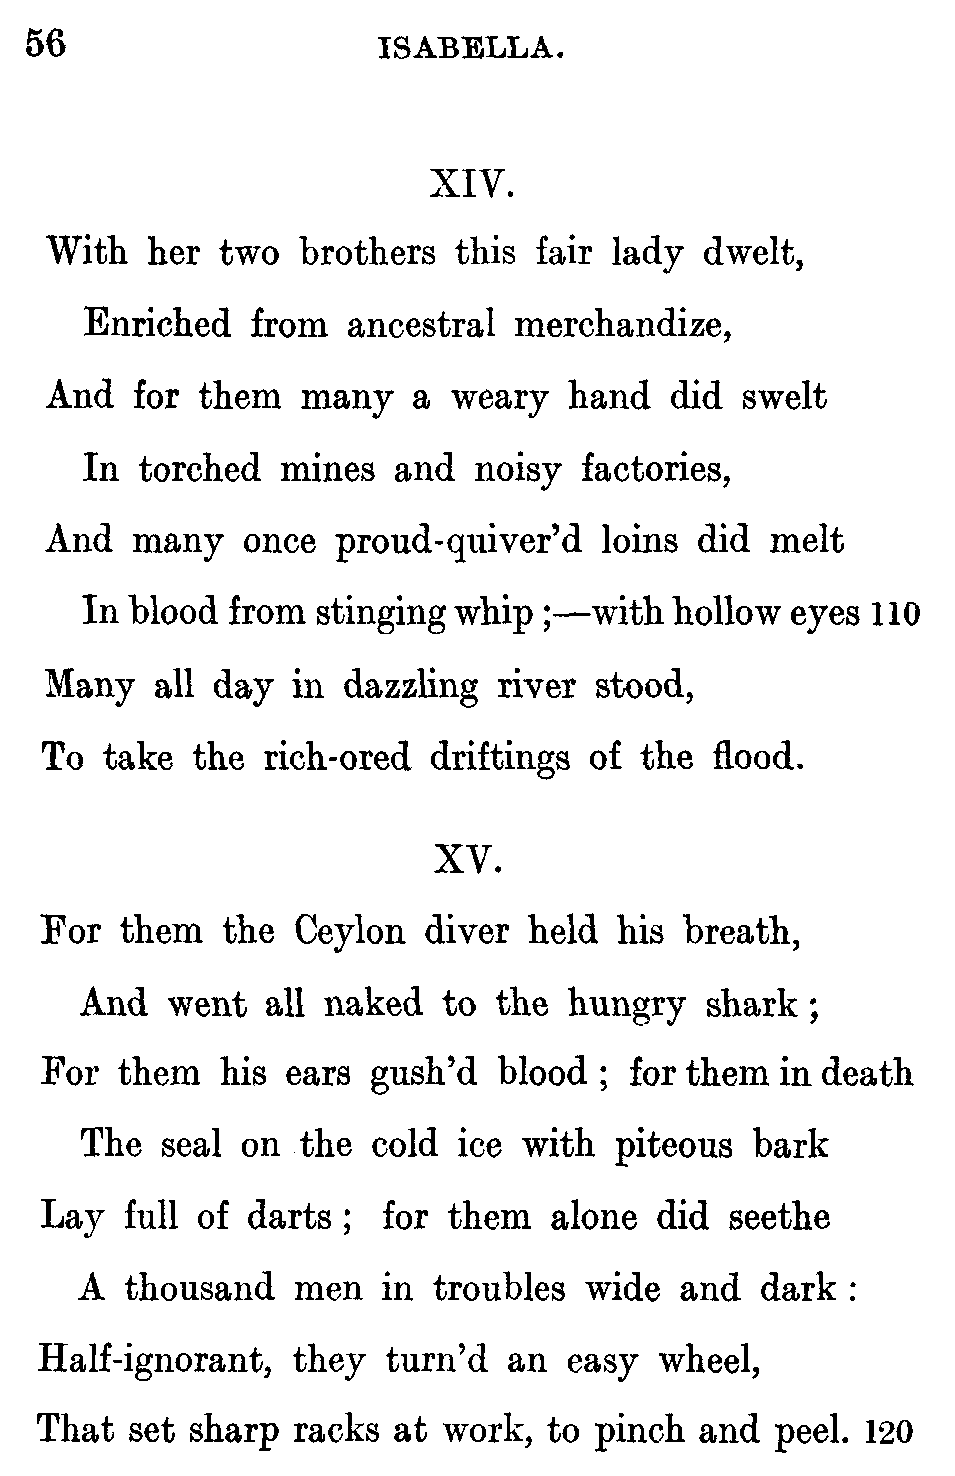 56 ISABELLA.
XIV.
With her two brothers this fair lady dwelt,
Enriched from ancestral merchandize,
And for them many a weary hand did swelt
In torched mines and noisy factories,
And many once proud-quiver'd loins did melt
In blood from stinging whip ;—with hollow eyes 110
Many all day in dazzling river stood,
To take the rich-ored driftings of the flood.
XV.
For them the Ceylon diver held his breath,
And went all naked to the hungry shark ;
For them his ears gush'd blood ; for them in death
The seal on the cold ice with piteous bark
Lay full of darts ; for them alone did seethe
A thousand men in troubles wide and dark :
Half-ignorant, they turn'd an easy wheel,
That set sharp racks at work, to pinch and peel. 120